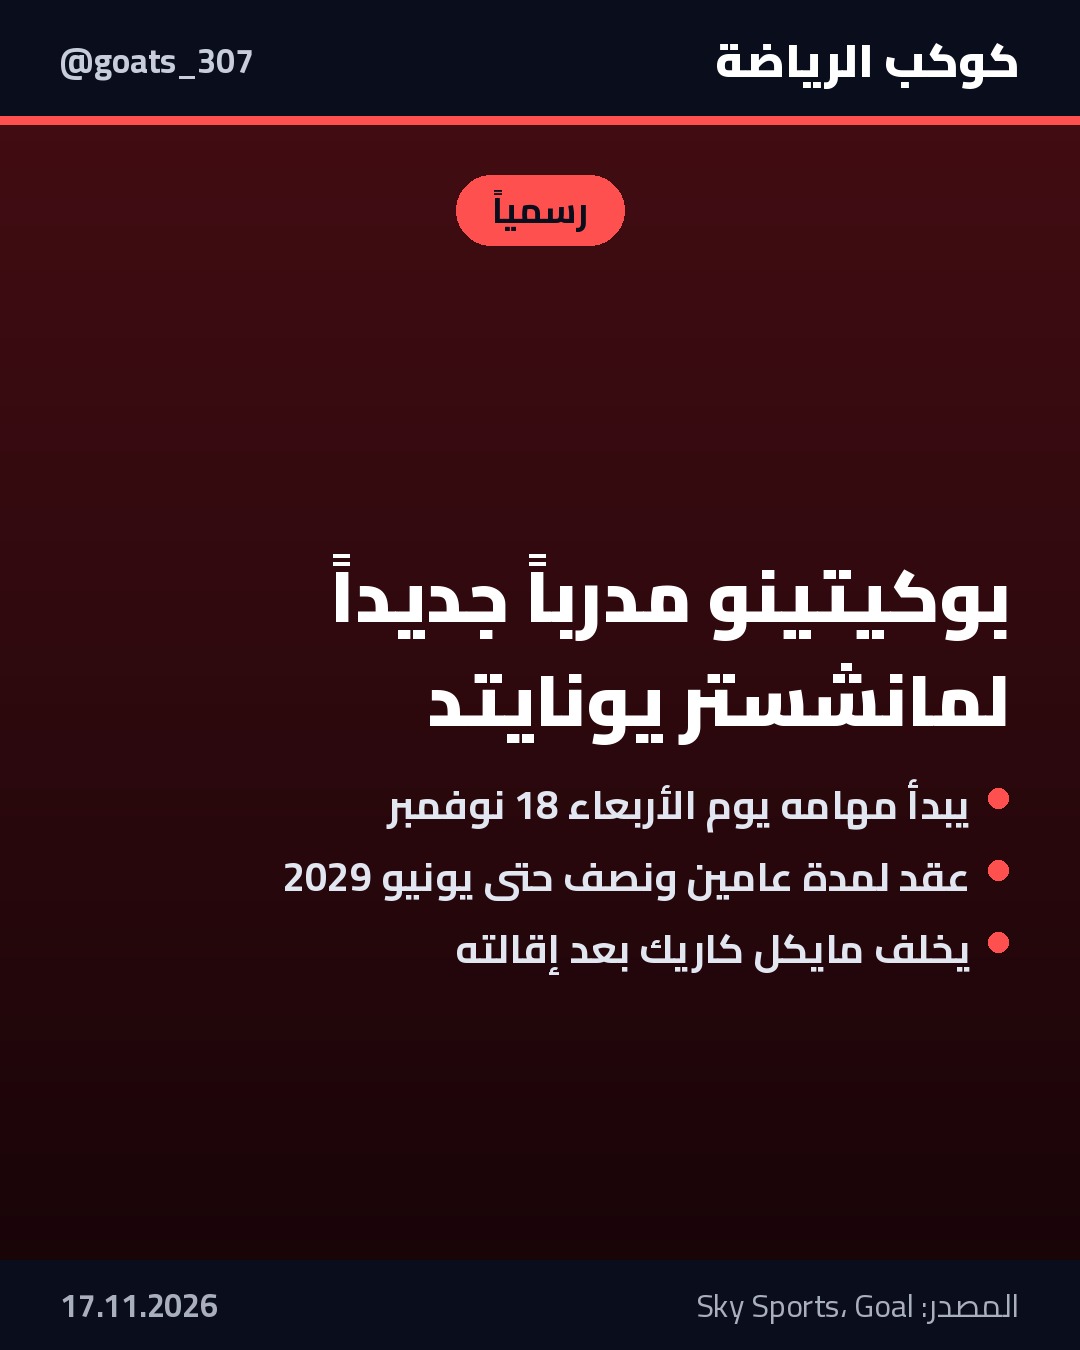 كوكب الرياضة
@goats_307
رسمياً
بوكيتينو مدرباً جديداً
لمانشستر يونايتد
يبدأ مهامه يوم الأربعاء 18 نوفمبر
عقد لمدة عامين ونصف حتى يونيو 2029
يخلف مايكل كاريك بعد إقالته
المصدر: Sky Sports، Goal
17.11.2026